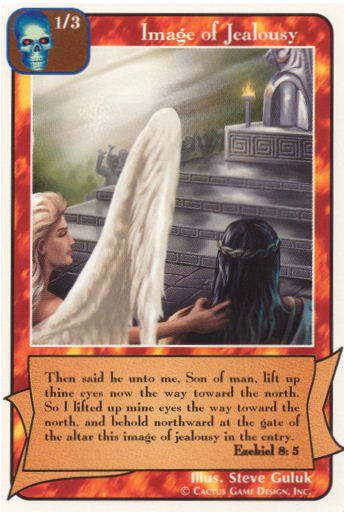 1/3
Image of Jealousy
Then said he unto me, Son of man, lift up
thine eyes now the way toward the north.
So I lifted up mine eyes the way toward the
north, and behold northward at the gate of
the altar this image of jealousy in the entry.
Ezekiel 8: 5
Illus. Steve Guluk
© Cactus Game Design, Inc.